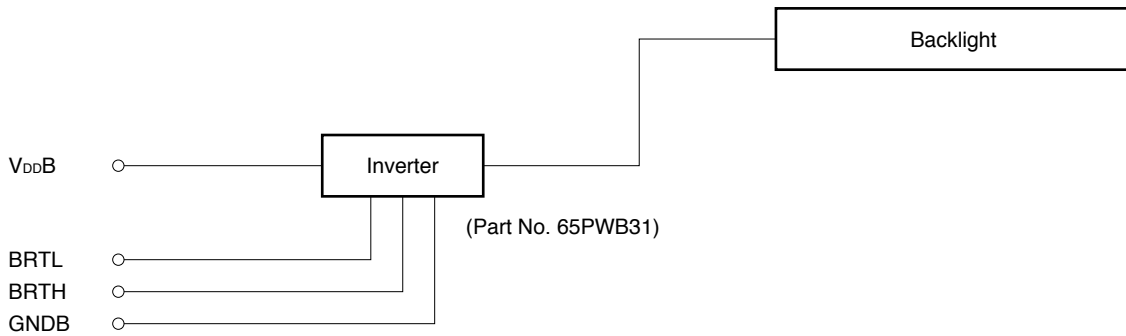 Backlight
VDDB
Inverter
(Part No. 65PWB31)
BRTL
BRTH
GNDB